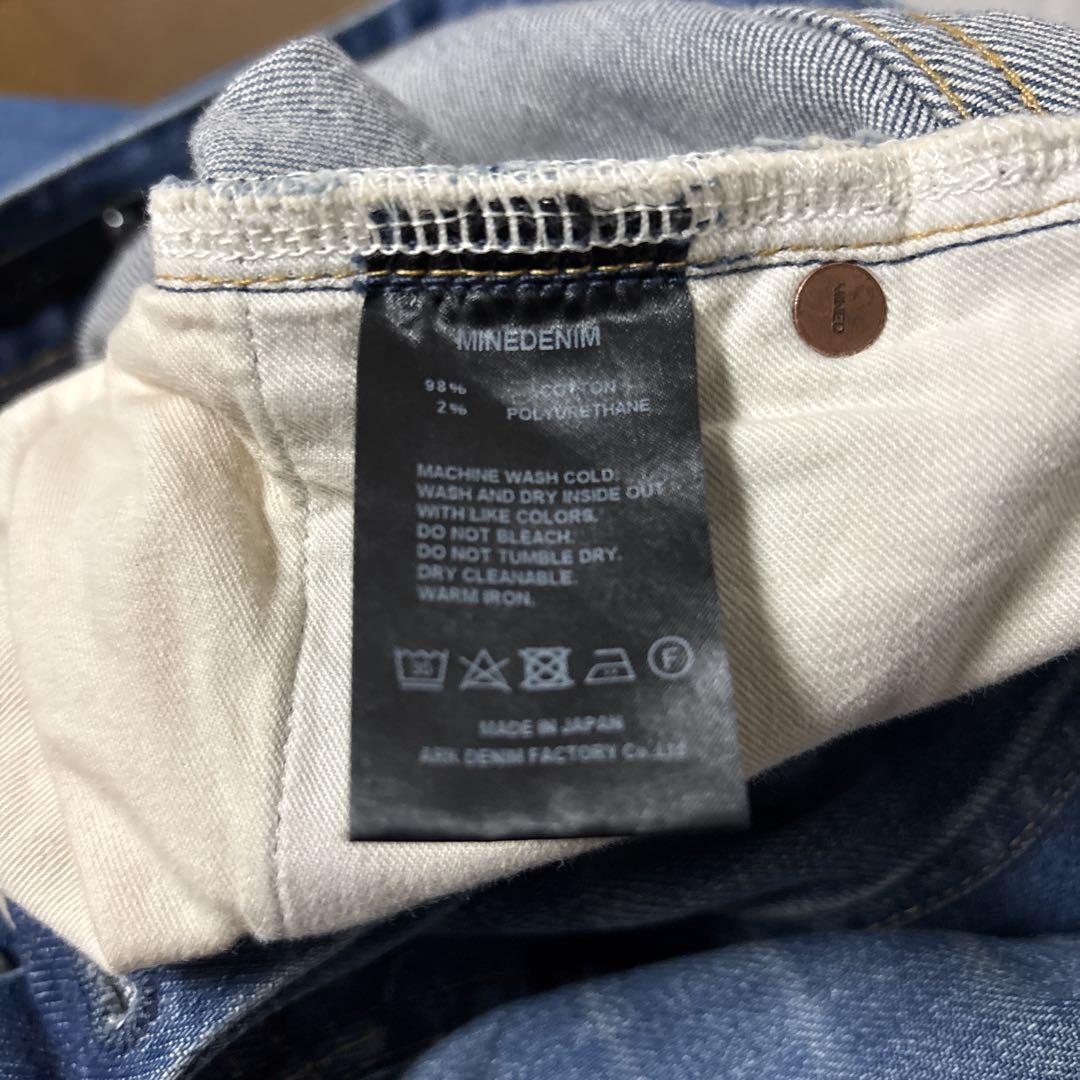 MINEDENIM
98% COTTON
2% POLYURETHANE
MACHINE WASH COLD.
WASH AND DRY INSIDE OUT
WITH LIKE COLORS.
DO NOT BLEACH.
DO NOT TUMBLE DRY.
DRY CLEANABLE.
WARM IRON.
30
F
MADE IN JAPAN
ARK DENIM FACTORY Co.,Ltd